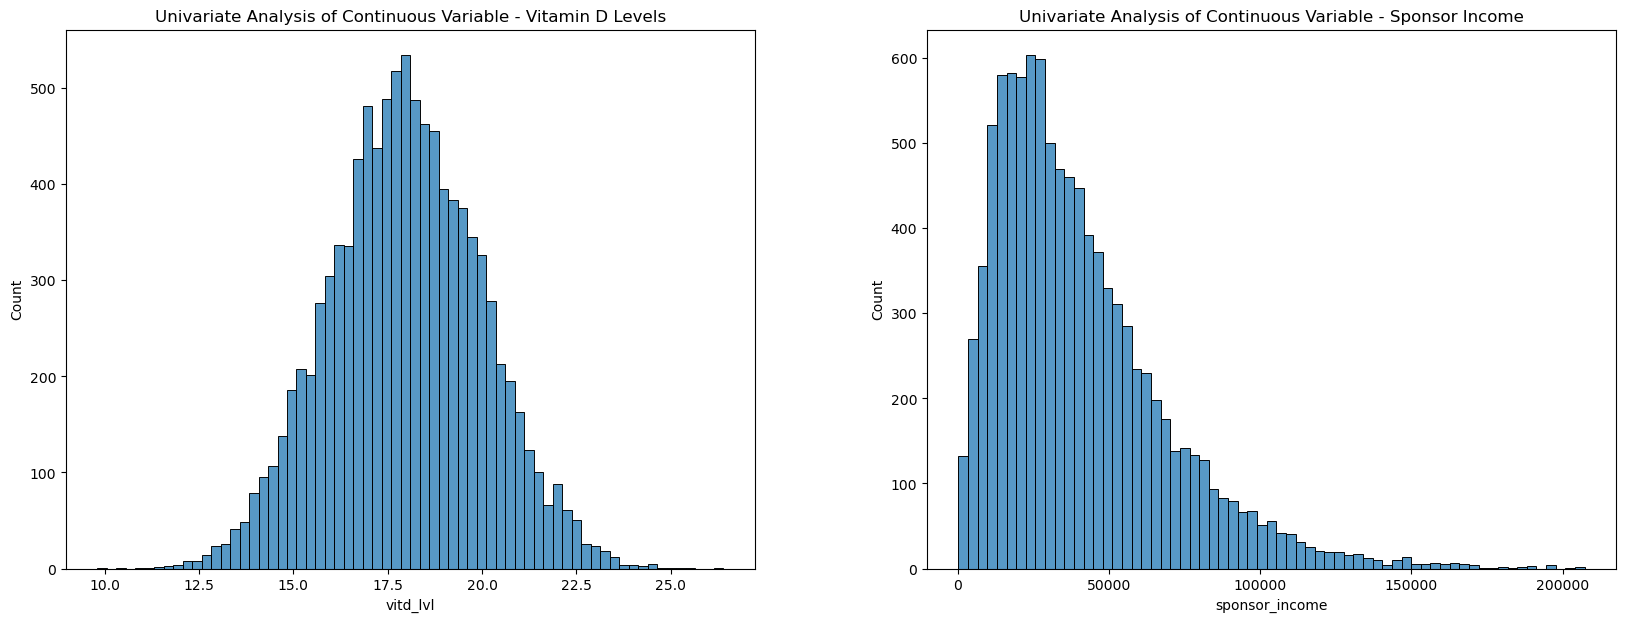 Univariate Analysis of Continuous Variable - Vitamin D Levels
500
400
300
200
100
0
Count
10.0 12.5 15.0 17.5 20.0 22.5 25.0
vitd_lvl
Univariate Analysis of Continuous Variable - Sponsor Income
600
500
400
300
200
100
0
Count
0 50000 100000 150000 200000
sponsor_income